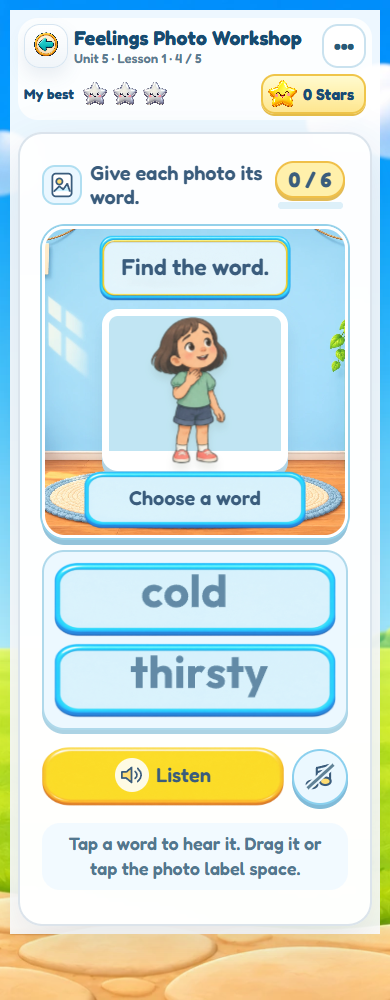 Feelings Photo Workshop
Unit 5 · Lesson 1 · 4 / 5
My best
0 Stars
Give each photo its
word.
0 / 6
Find the word.
Choose a word
cold
thirsty
Listen
Tap a word to hear it. Drag it or
tap the photo label space.